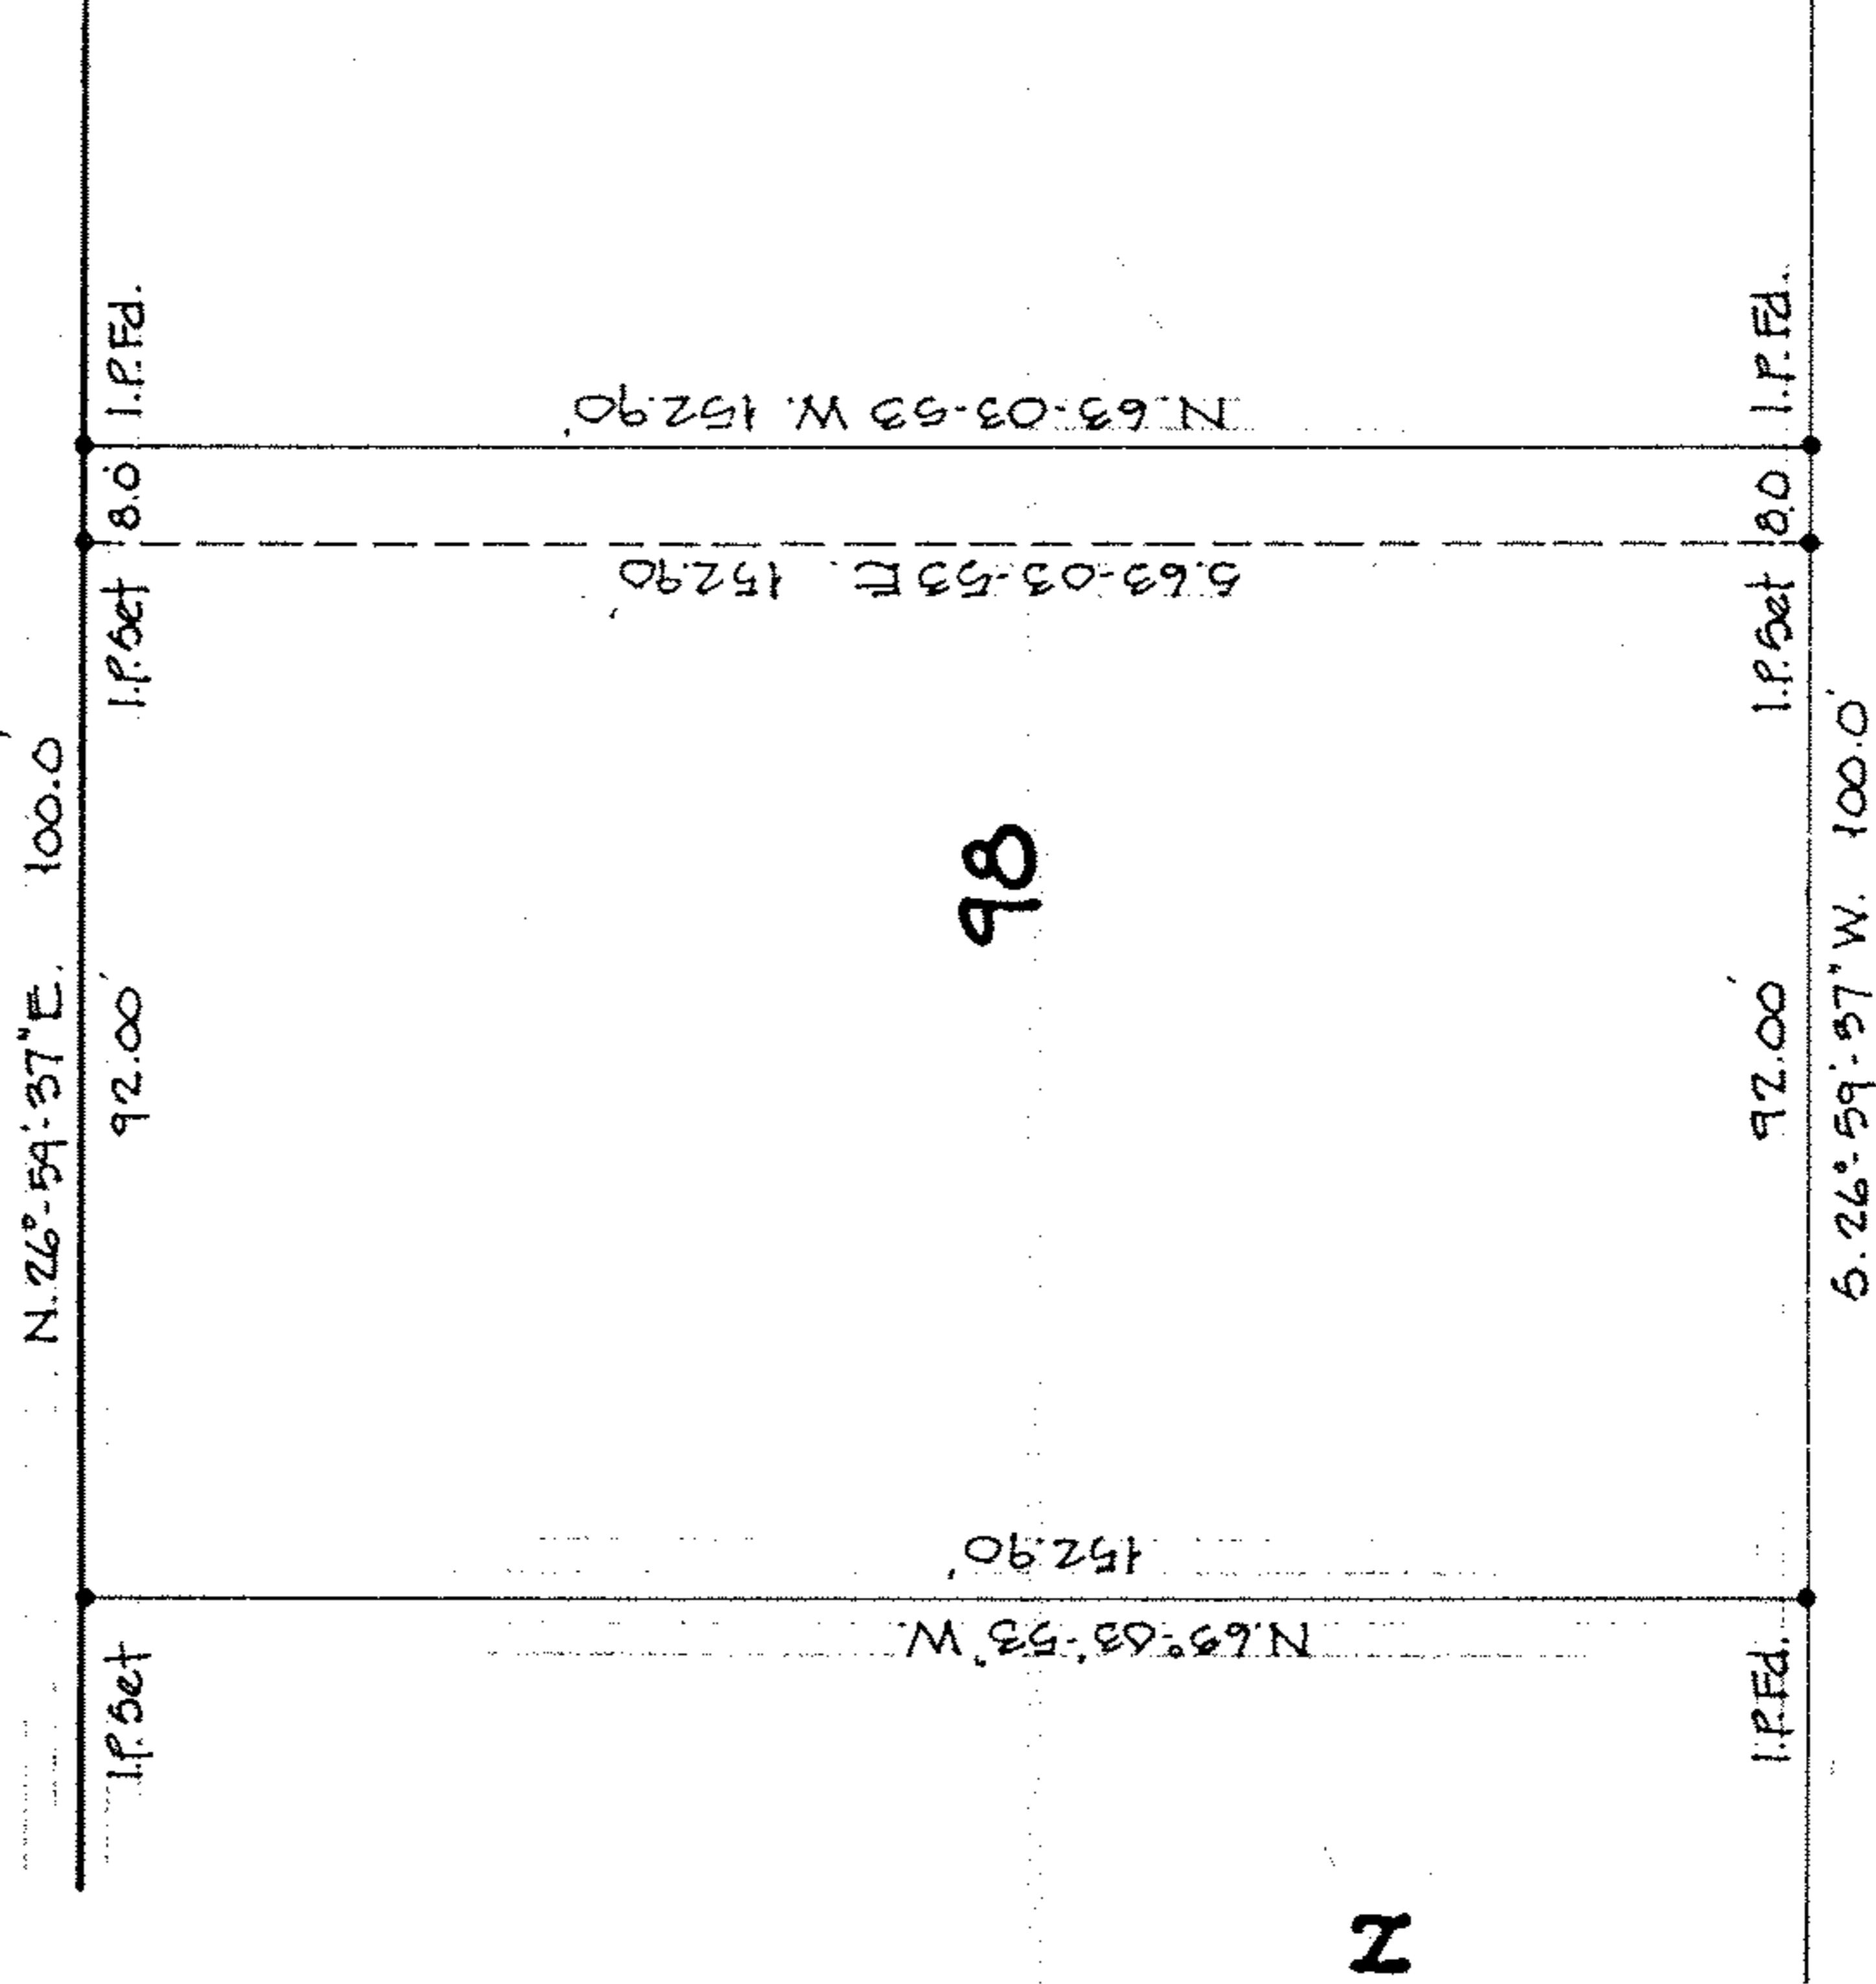 N.26°-59'-37"E. 100.0'
I.P.Set
92.00'
I.P.Set
8.0'
I.P.Fd.
N.63-03-53 W. 152.90'
S.63-03-53 E. 152.90'
98
152.90'
N.63°-03'-53"W.
I.P.Fd.
92.00'
I.P.Set
8.0'
I.P.Fd.
S.26°-59'-37"W. 100.0'
Z